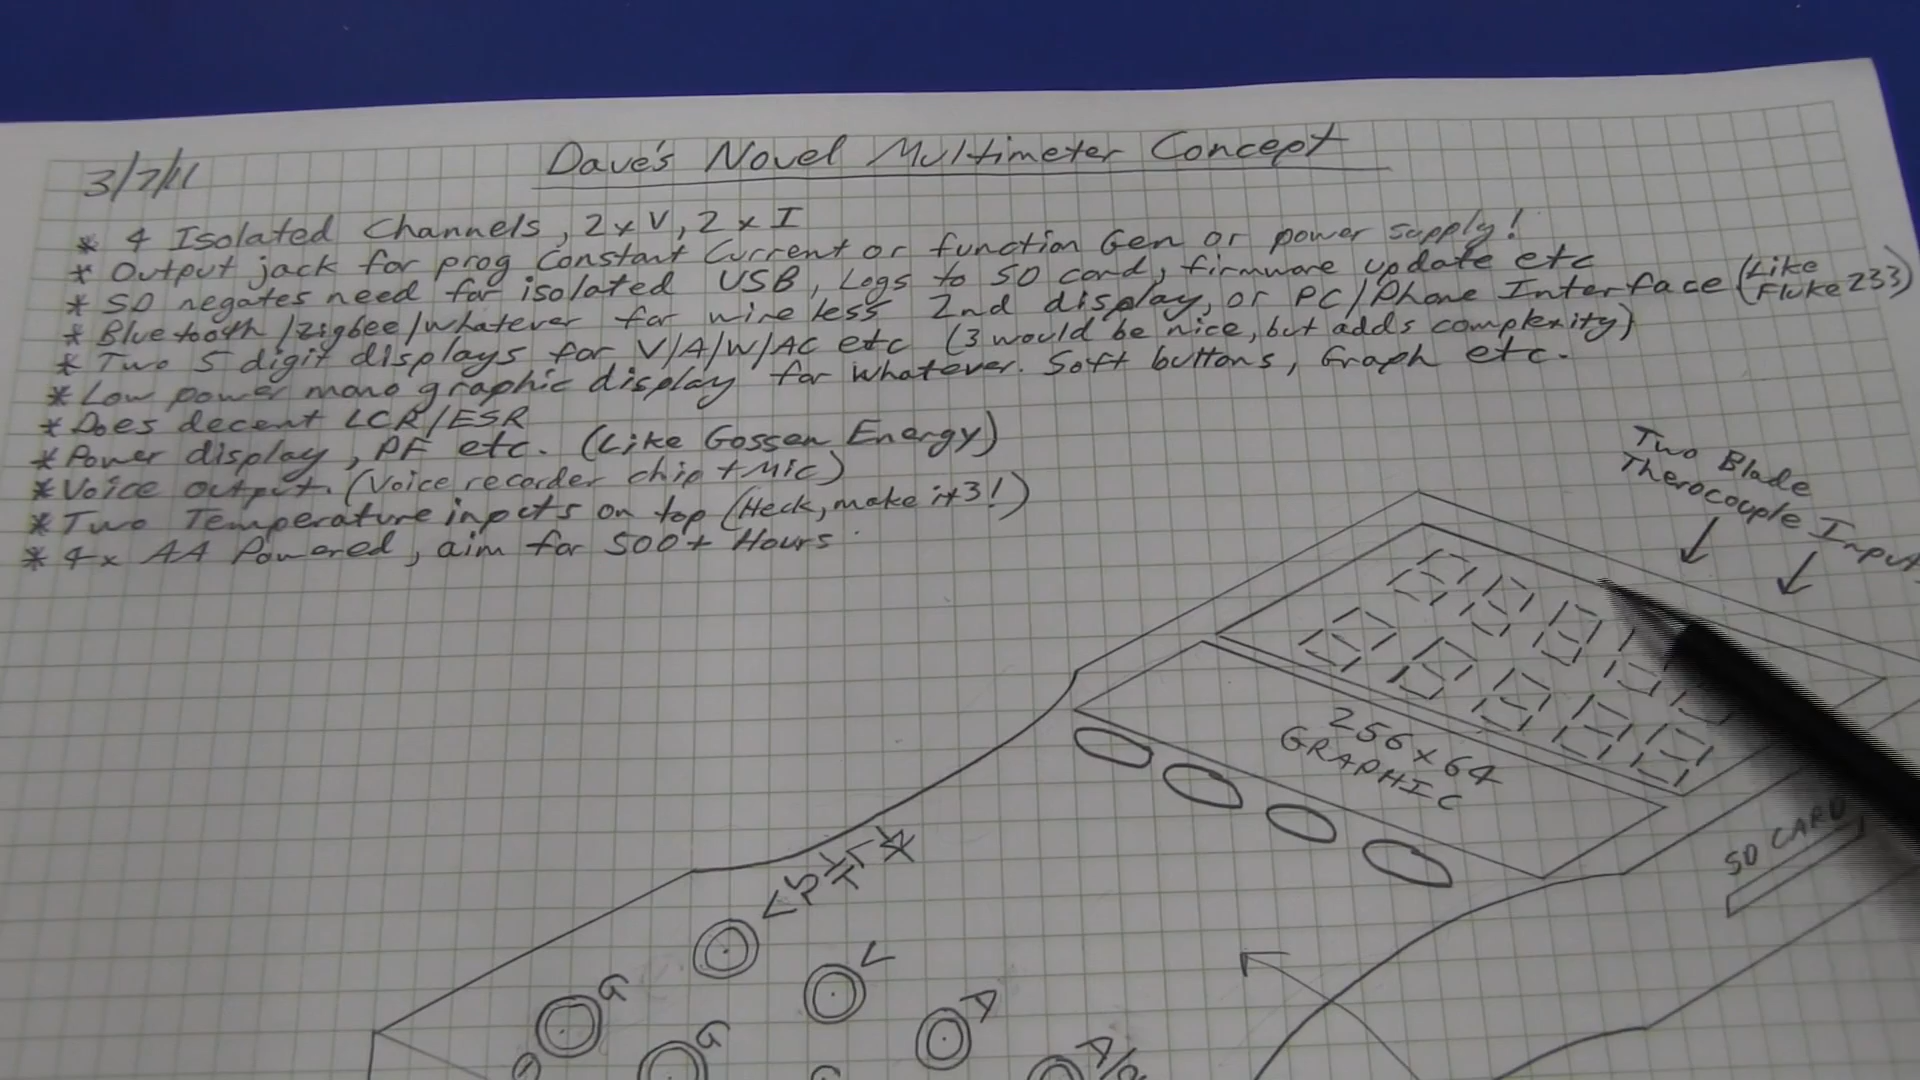 Dave's Novel Multimeter Concept
3/7/11
* 4 Isolated Channels, 2xV, 2xI
* Output jack for prog Constant Current or function Gen or power supply!
* SD negates need for isolated USB, Logs to SD card, firmware update etc
* Bluetooth/zigbee/whatever for wireless 2nd display, or PC/Phone Interface (Like Fluke 233)
* Two 5 digit displays for V/A/W/AC etc (3 would be nice, but adds complexity)
* Low power mono graphic display for whatever. Soft buttons, Graph etc.
* Does decent LCR/ESR
* Power display, PF etc. (Like Gossen Energy)
* Voice output. (Voice recorder chip + Mic)
* Two Temperature inputs on top (Heck, make it 3!)
* 4x AA Powered, aim for 500+ Hours
Two Blade
Therocouple Input
256x64
GRAPHIC
SD CARD
V
G
A
G